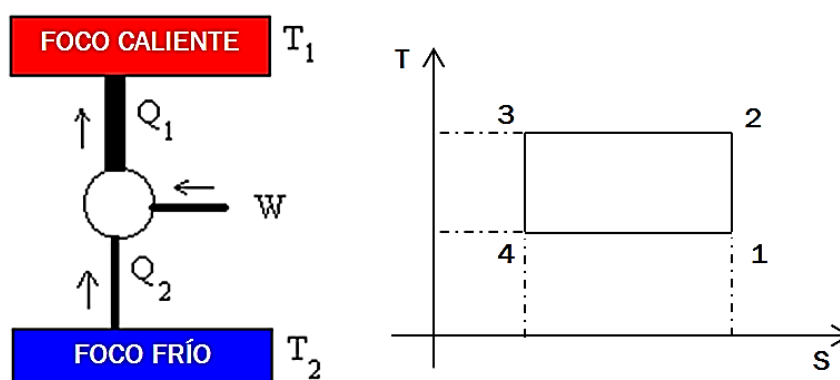 FOCO CALIENTE T₁
Q₁
W
Q₂
FOCO FRÍO T₂
T
3 2
4 1
S